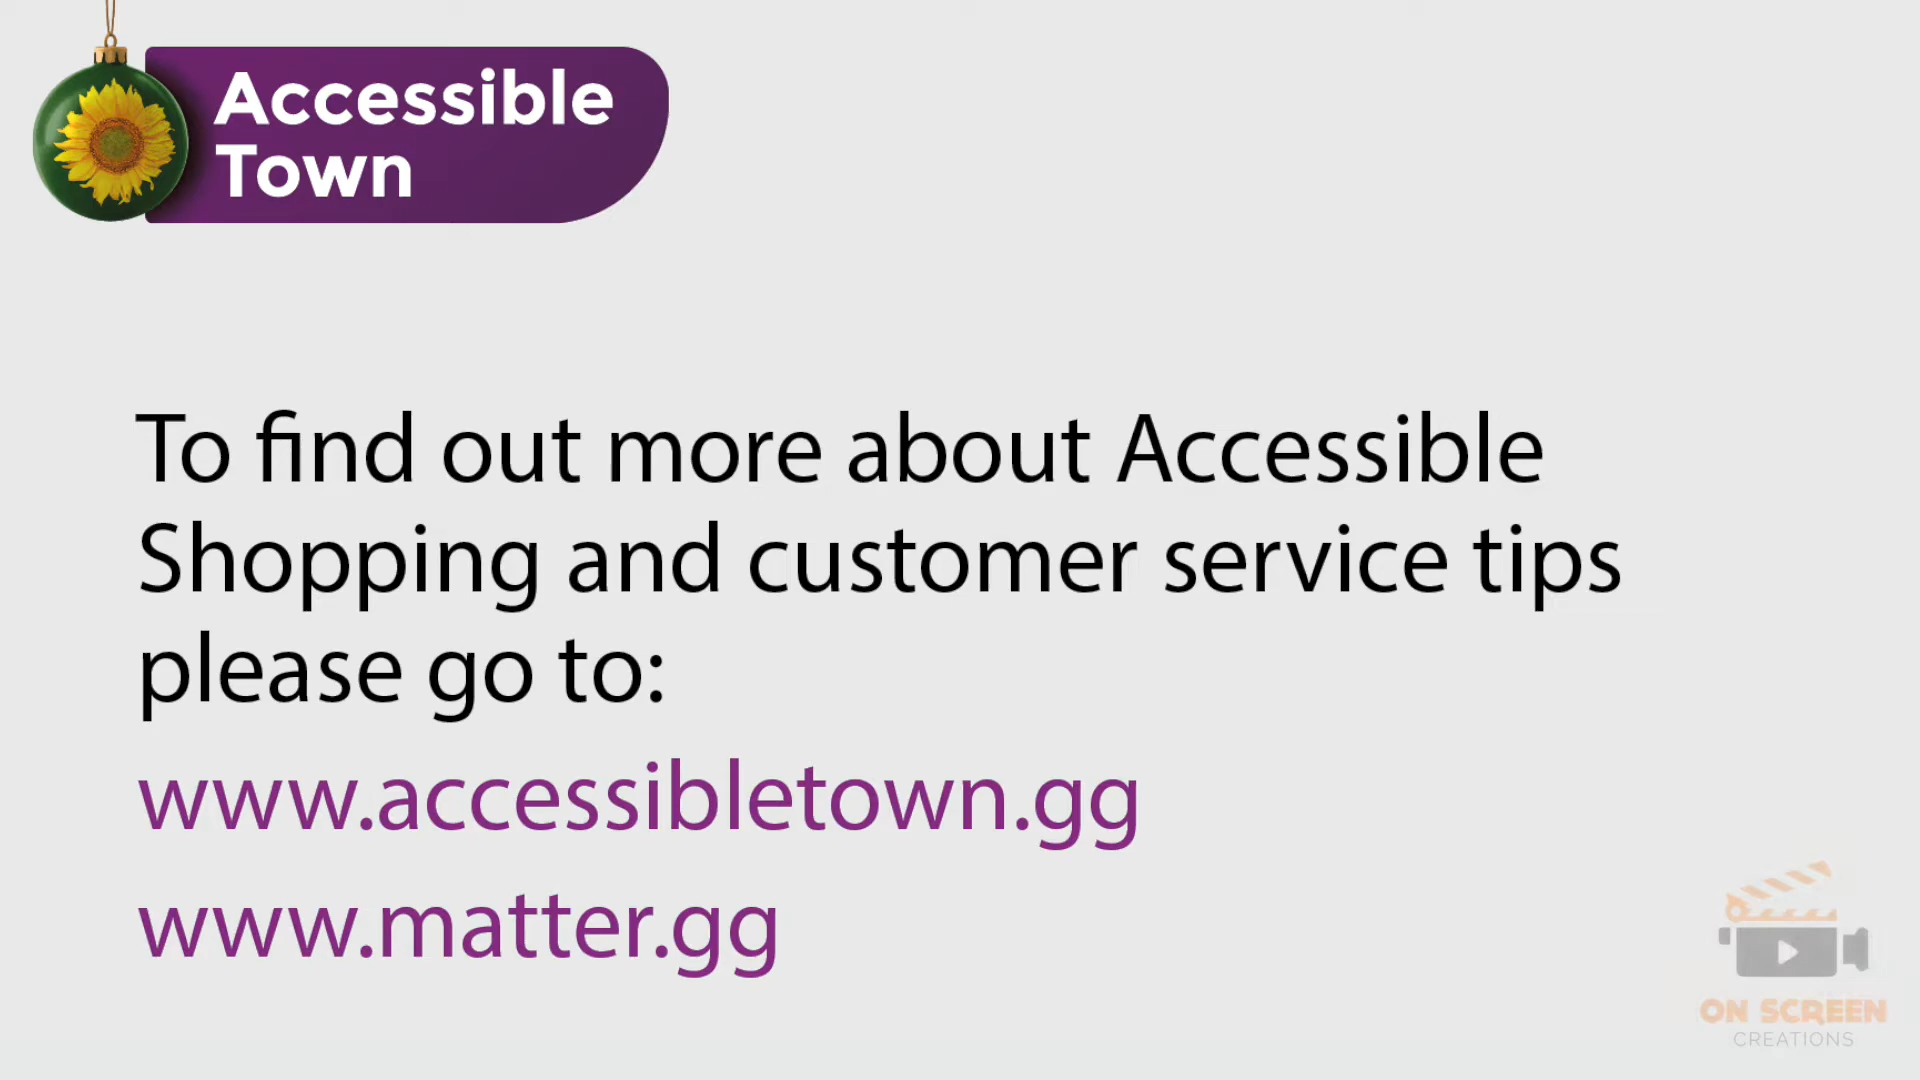 Accessible
Town
To find out more about Accessible
Shopping and customer service tips
please go to:
www.accessibletown.gg
www.matter.gg
ON SCREEN
CREATIONS